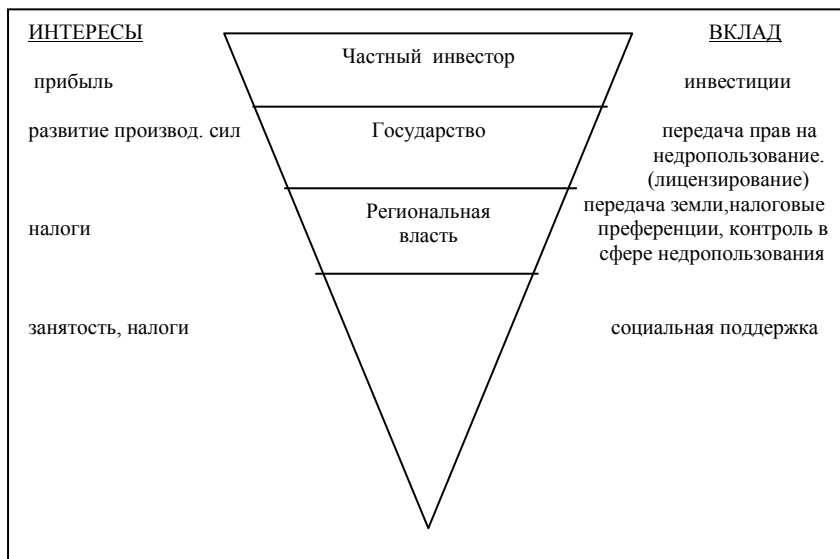 ИНТЕРЕСЫ
ВКЛАД
Частный инвестор
прибыль
инвестиции
развитие производ. сил
Государство
передача прав на
недропользование.
(лицензирование)
налоги
Региональная
власть
передача земли,налоговые
преференции, контроль в
сфере недропользования
занятость, налоги
социальная поддержка